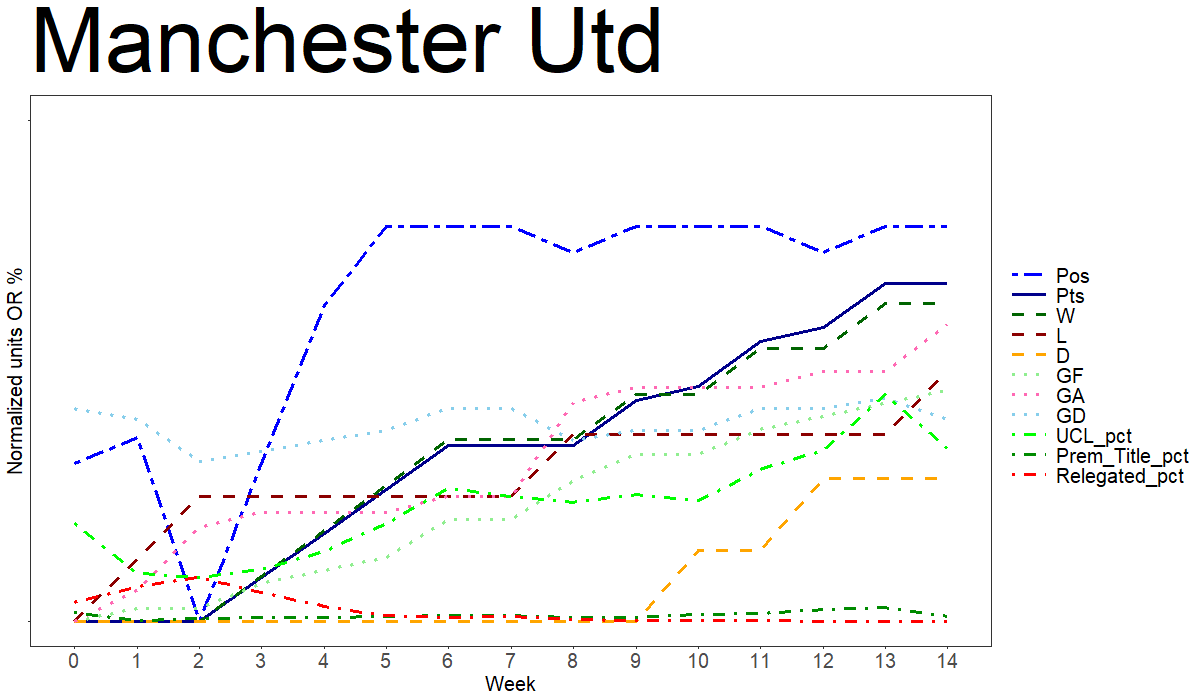 Manchester Utd
Normalized units OR %
Pos
Pts
W
L
D
GF
GA
GD
UCL_pct
Prem_Title_pct
Relegated_pct
0 1 2 3 4 5 6 7 8 9 10 11 12 13 14
Week